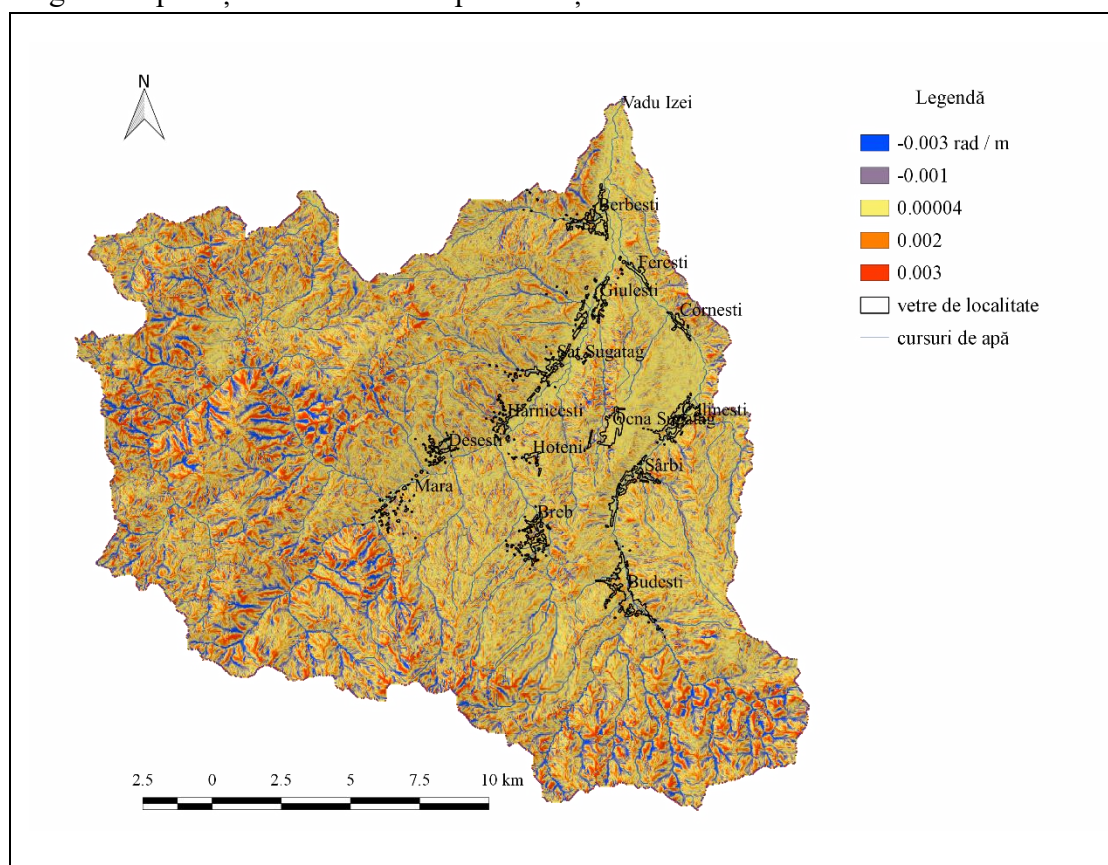 N
Vadu Izei
Legendă
-0.003 rad / m
-0.001
0.00004
0.002
0.003
vetre de localitate
cursuri de apă
Berbesti
Feresti
Giulesti
Cornesti
Sat Sugatag
Harnicesti
Ocna Sugatag
Calinesti
Desesti
Hoteni
Sârbi
Mara
Breb
Budesti
2.5 0 2.5 5 7.5 10 km